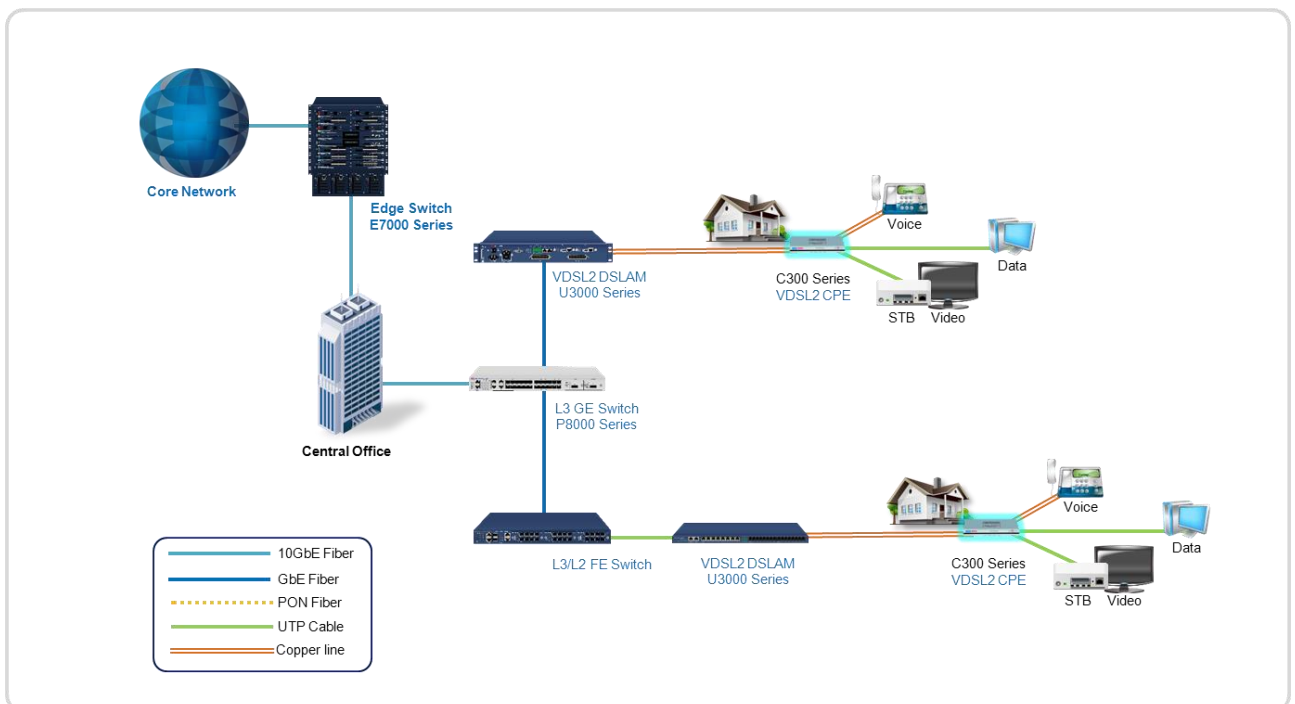 Core Network
Edge Switch
E7000 Series
VDSL2 DSLAM
U3000 Series
C300 Series
VDSL2 CPE
Voice
Data
STB
Video
L3 GE Switch
P8000 Series
Central Office
L3/L2 FE Switch
VDSL2 DSLAM
U3000 Series
C300 Series
VDSL2 CPE
Voice
Data
STB
Video
10GbE Fiber
GbE Fiber
PON Fiber
UTP Cable
Copper line